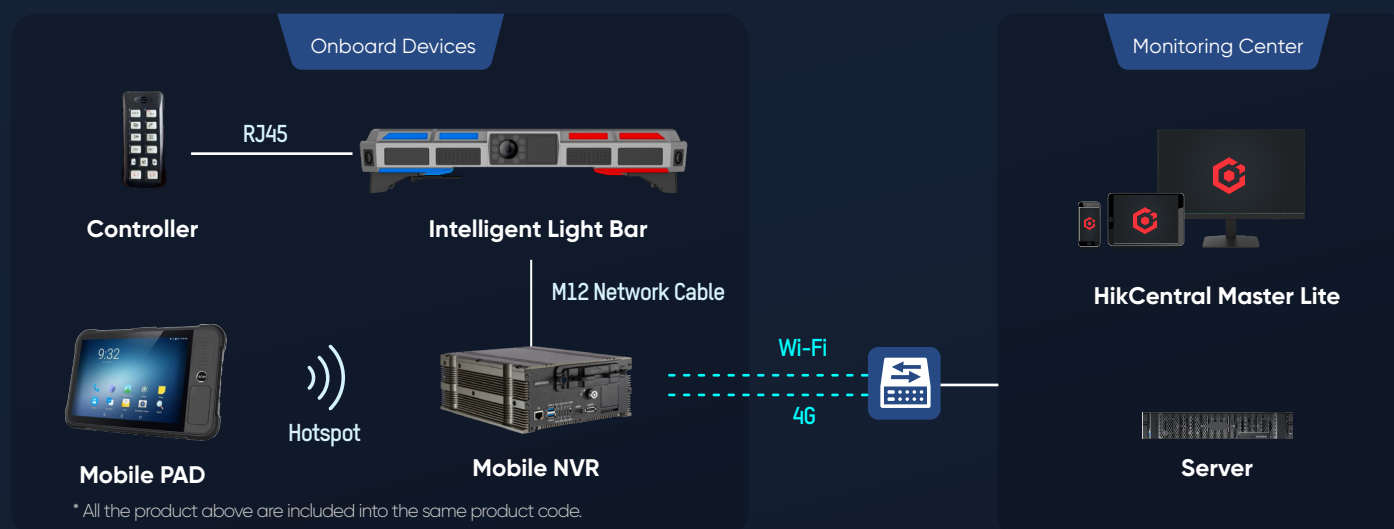 Onboard Devices
Monitoring Center
RJ45
Controller
Intelligent Light Bar
M12 Network Cable
HikCentral Master Lite
9:32
Wi-Fi
Hotspot
4G
Mobile PAD
Mobile NVR
Server
* All the product above are included into the same product code.